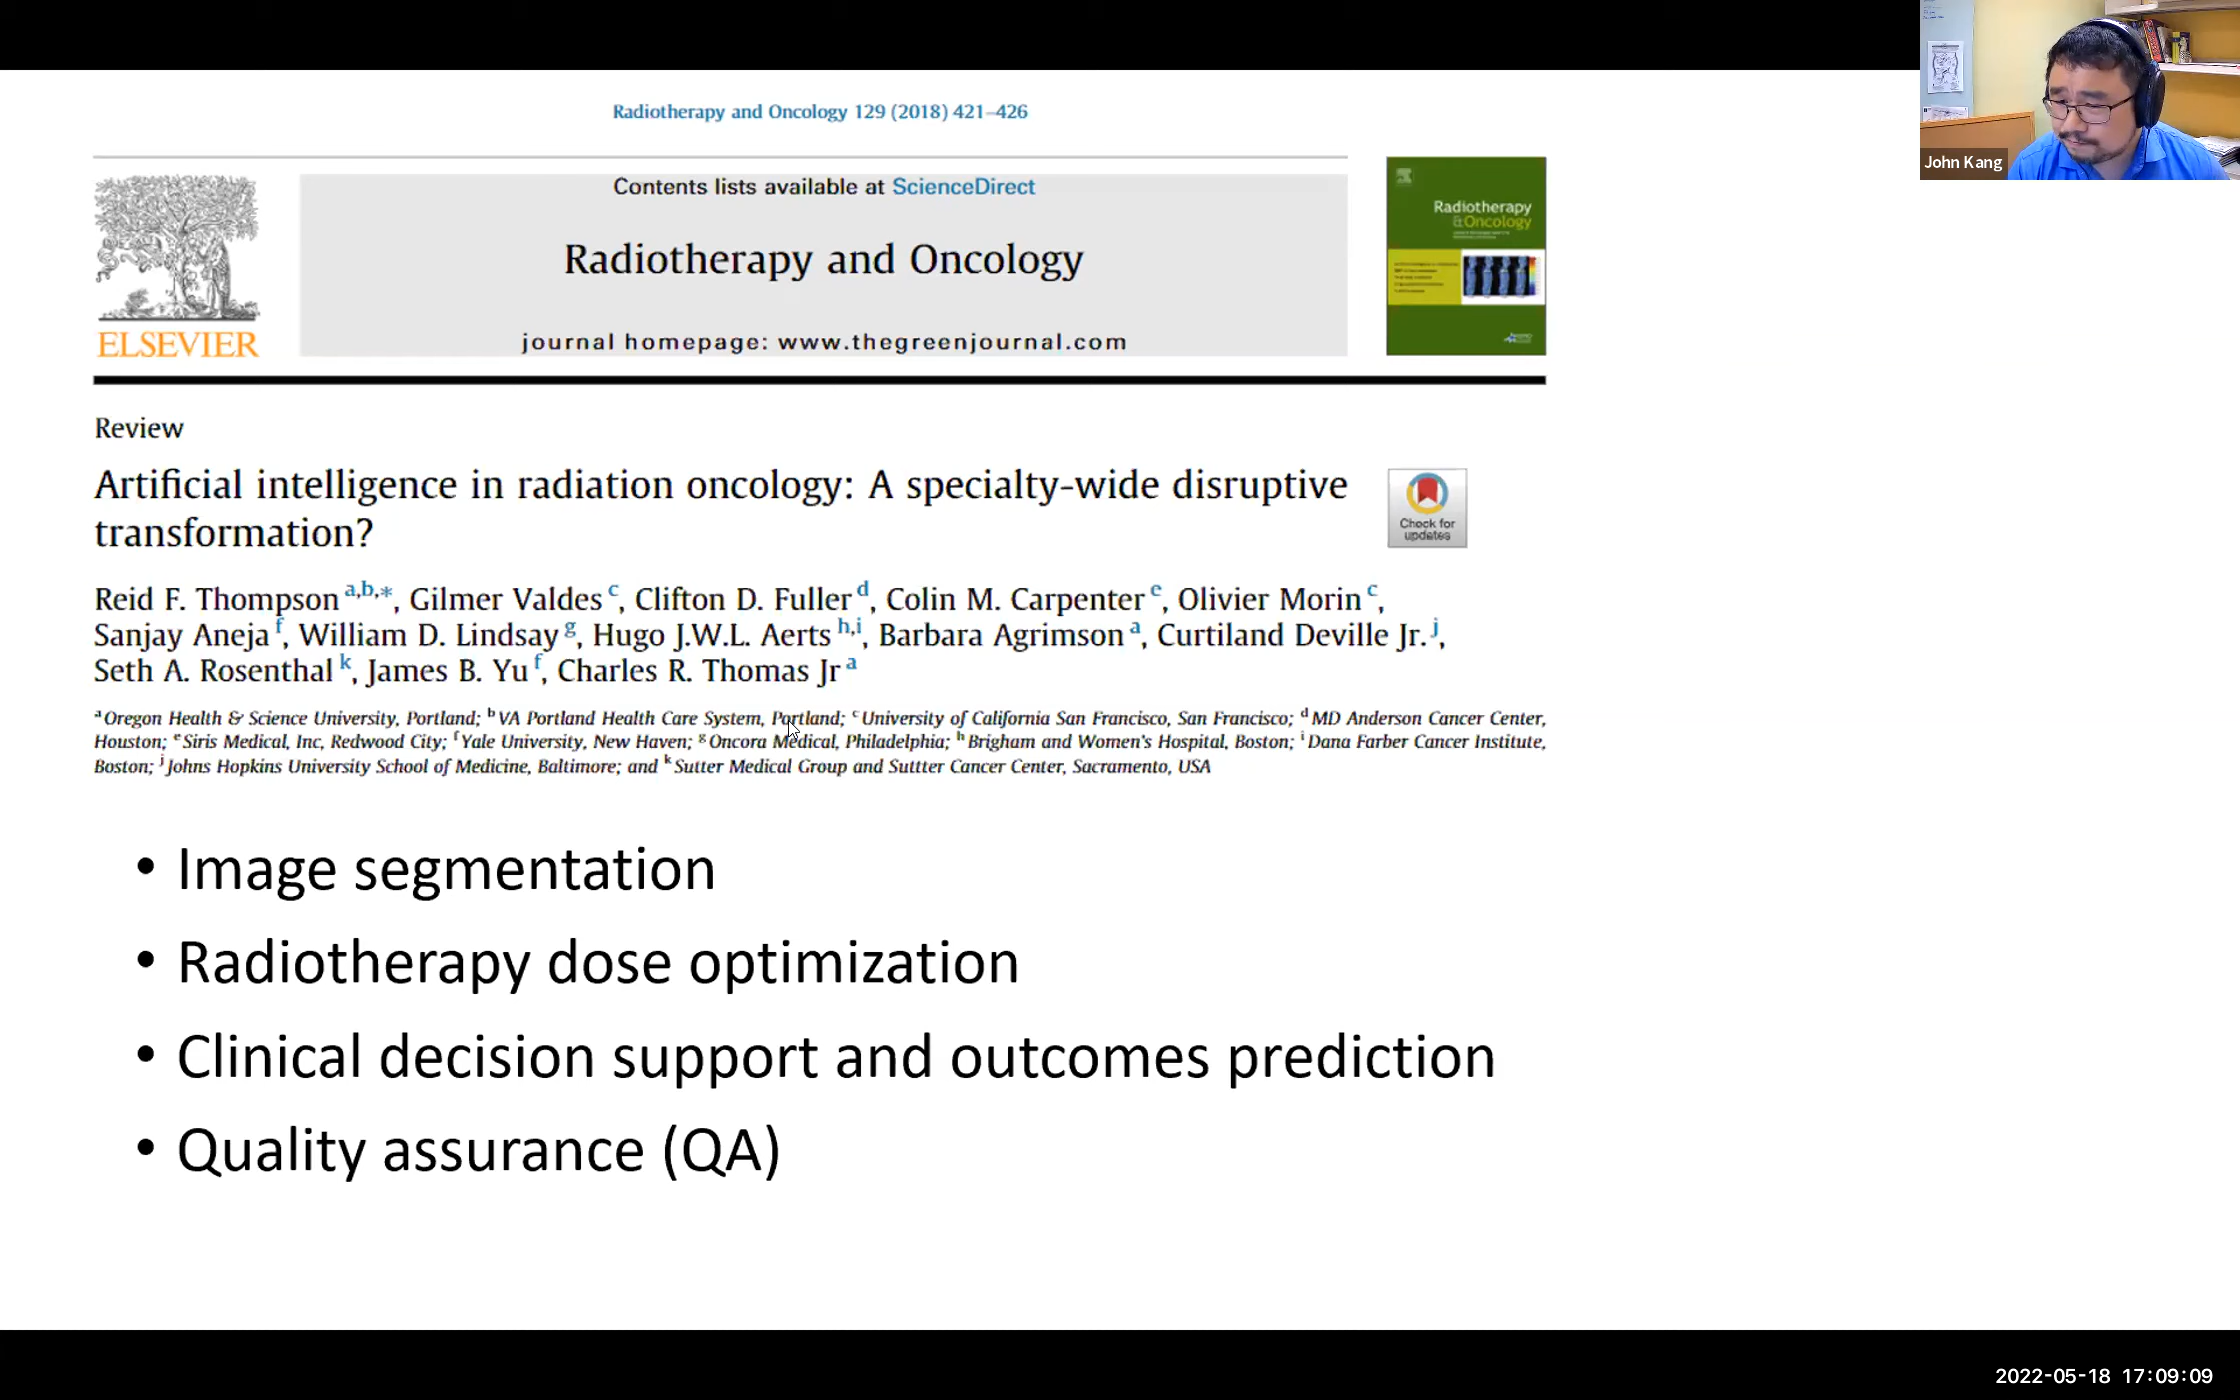 Radiotherapy and Oncology 129 (2018) 421–426
Contents lists available at ScienceDirect
Radiotherapy and Oncology
journal homepage: www.thegreenjournal.com
ELSEVIER
Radiotherapy
&Oncology
Review
Artificial intelligence in radiation oncology: A specialty-wide disruptive
transformation?
Check for
updates
Reid F. Thompson a,b,*, Gilmer Valdes c, Clifton D. Fuller d, Colin M. Carpenter e, Olivier Morin c,
Sanjay Aneja f, William D. Lindsay g, Hugo J.W.L. Aerts h,i, Barbara Agrimson a, Curtiland Deville Jr. j,
Seth A. Rosenthal k, James B. Yu f, Charles R. Thomas Jr a
a Oregon Health & Science University, Portland; b VA Portland Health Care System, Portland; c University of California San Francisco, San Francisco; d MD Anderson Cancer Center,
Houston; e Siris Medical, Inc, Redwood City; f Yale University, New Haven; g Oncora Medical, Philadelphia; h Brigham and Women's Hospital, Boston; i Dana Farber Cancer Institute,
Boston; j Johns Hopkins University School of Medicine, Baltimore; and k Sutter Medical Group and Suttter Cancer Center, Sacramento, USA
• Image segmentation
• Radiotherapy dose optimization
• Clinical decision support and outcomes prediction
• Quality assurance (QA)
John Kang
2022-05-18 17:09:09